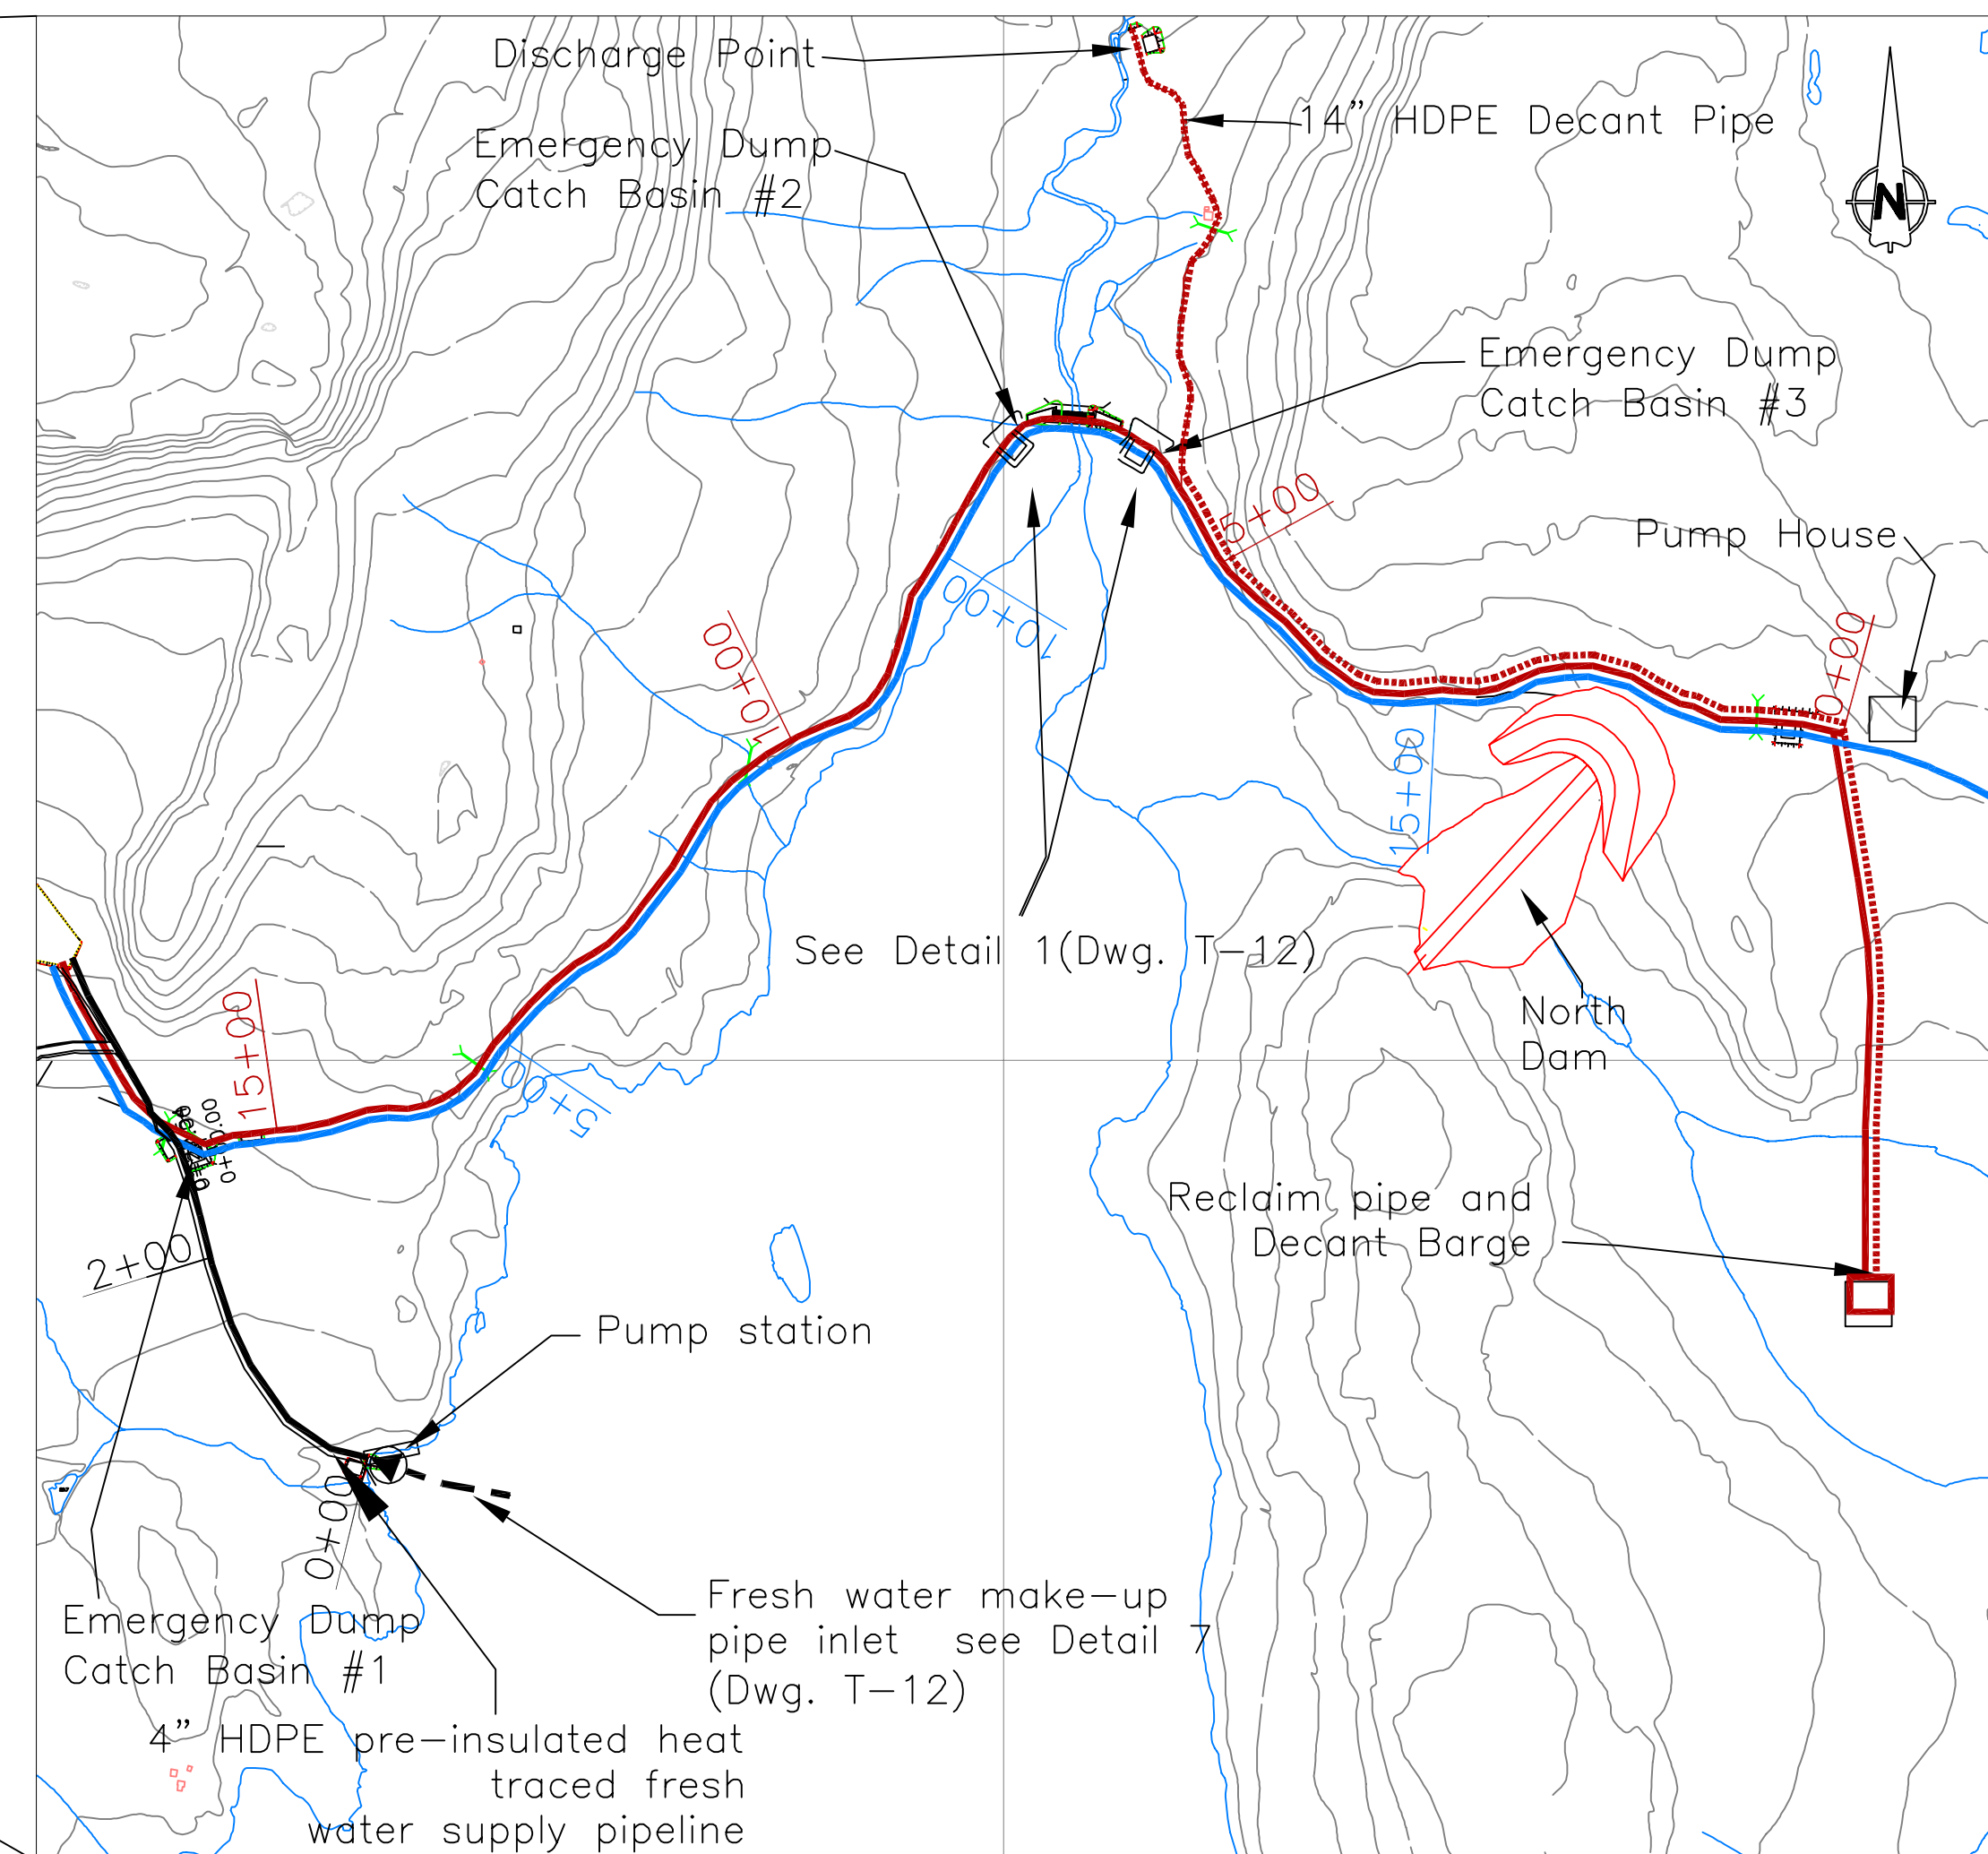 Discharge Point
14” HDPE Decant Pipe
Emergency Dump
Catch Basin #2
N
Emergency Dump
Catch Basin #3
5+00
Pump House
10+00
10+00
0+00
15+00
See Detail 1(Dwg. T-12)
North
Dam
15+00
5+00
Reclaim pipe and
Decant Barge
2+00
Pump station
0+00
Fresh water make-up
pipe inlet see Detail 7
(Dwg. T-12)
Emergency Dump
Catch Basin #1
4” HDPE pre-insulated heat
traced fresh
water supply pipeline